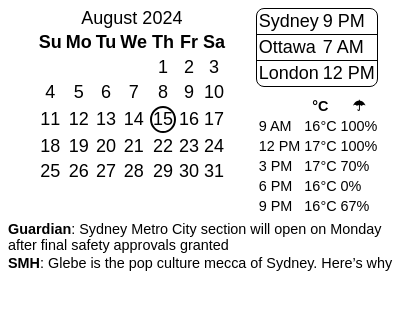 August 2024
Su Mo Tu We Th Fr Sa
1 2 3
4 5 6 7 8 9 10
11 12 13 14 15 16 17
18 19 20 21 22 23 24
25 26 27 28 29 30 31
Sydney 9 PM
Ottawa 7 AM
London 12 PM
°C ☂
9 AM 16°C 100%
12 PM 17°C 100%
3 PM 17°C 70%
6 PM 16°C 0%
9 PM 16°C 67%
Guardian: Sydney Metro City section will open on Monday
after final safety approvals granted
SMH: Glebe is the pop culture mecca of Sydney. Here’s why